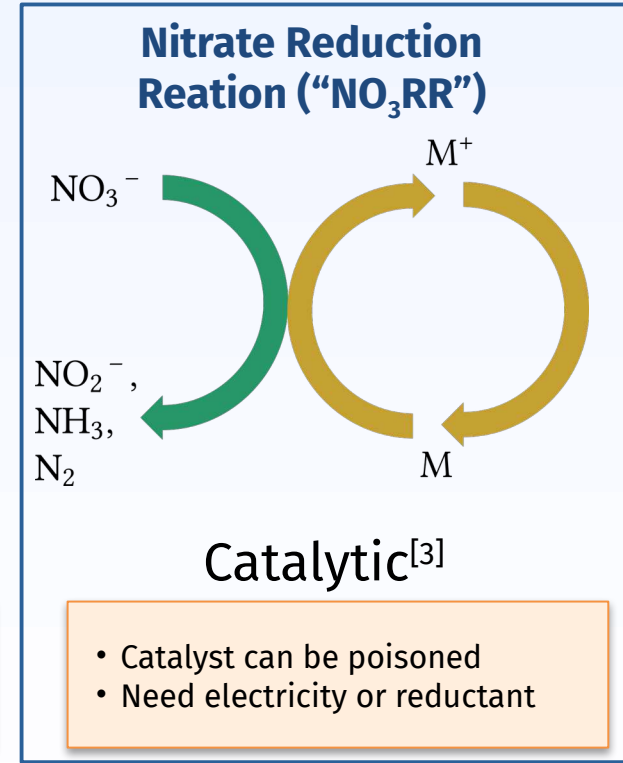 Nitrate Reduction
Reation (“NO₃RR”)
M⁺
NO₃⁻
NO₂⁻,
NH₃,
N₂
M
Catalytic[3]
• Catalyst can be poisoned
• Need electricity or reductant